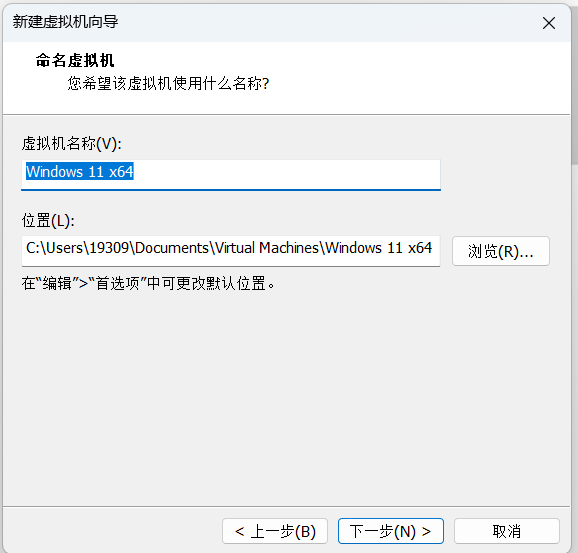 新建虚拟机向导
命名虚拟机
您希望该虚拟机使用什么名称?
虚拟机名称(V):
Windows 11 x64
位置(L):
C:\Users\19309\Documents\Virtual Machines\Windows 11 x64
浏览(R)...
在“编辑”>“首选项”中可更改默认位置。
< 上一步(B)
下一步(N) >
取消